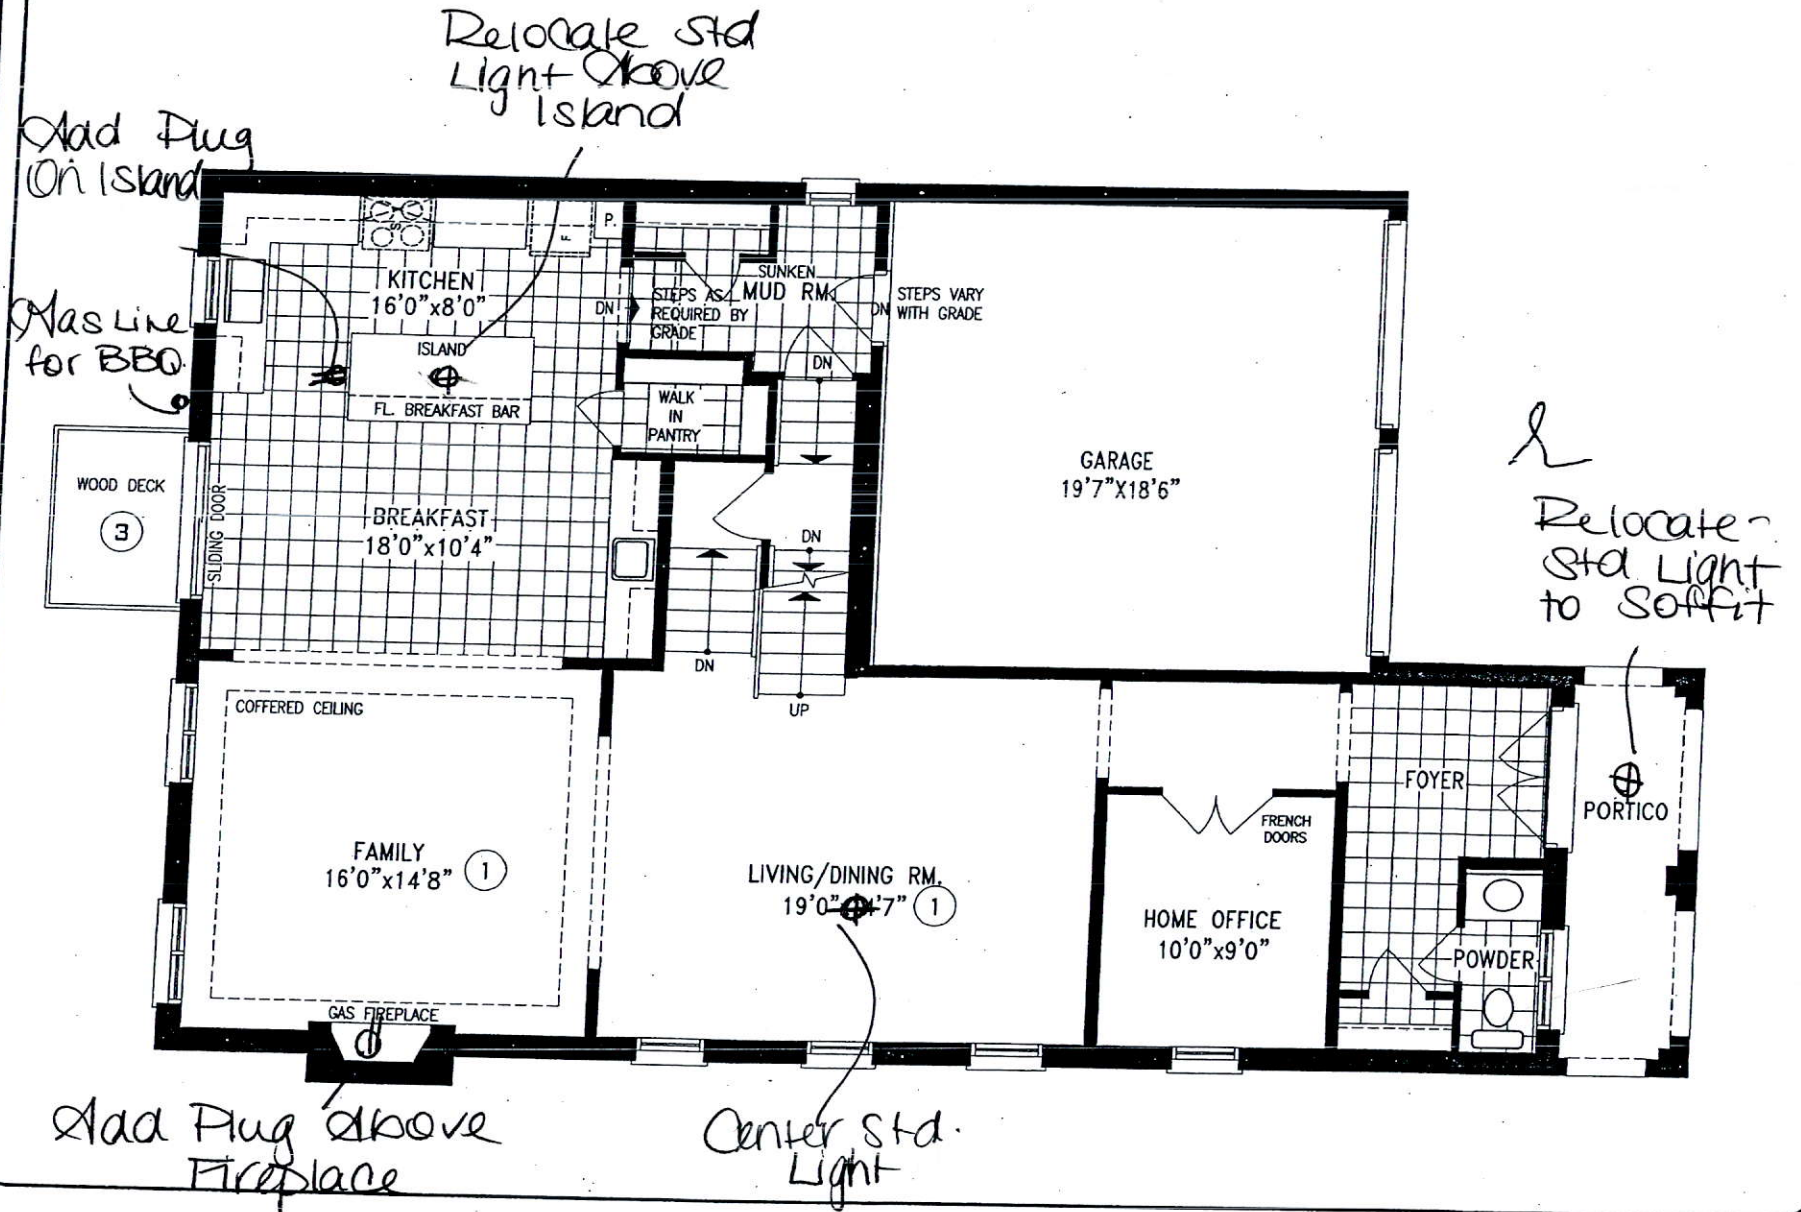 Relocate Std
Light Above
Island
Add Plug
On Island
Gas Line
for BBQ
KITCHEN
16'0"x8'0"
S
F
P.
ISLAND
FL. BREAKFAST BAR
DN
STEPS AS
REQUIRED BY
GRADE
SUNKEN
MUD RM.
DN
STEPS VARY
WITH GRADE
DN
WALK
IN
PANTRY
GARAGE
19'7"X18'6"
WOOD DECK
3
SLIDING DOOR
BREAKFAST
18'0"x10'4"
DN
DN
UP
Relocate
Std Light
to Soffit
COFFERED CEILING
FAMILY
16'0"x14'8"
1
GAS FIREPLACE
LIVING/DINING RM.
19'0" 4'7"
1
FRENCH
DOORS
HOME OFFICE
10'0"x9'0"
FOYER
PORTICO
POWDER
Add Plug Above
Fireplace
Center Std.
Light